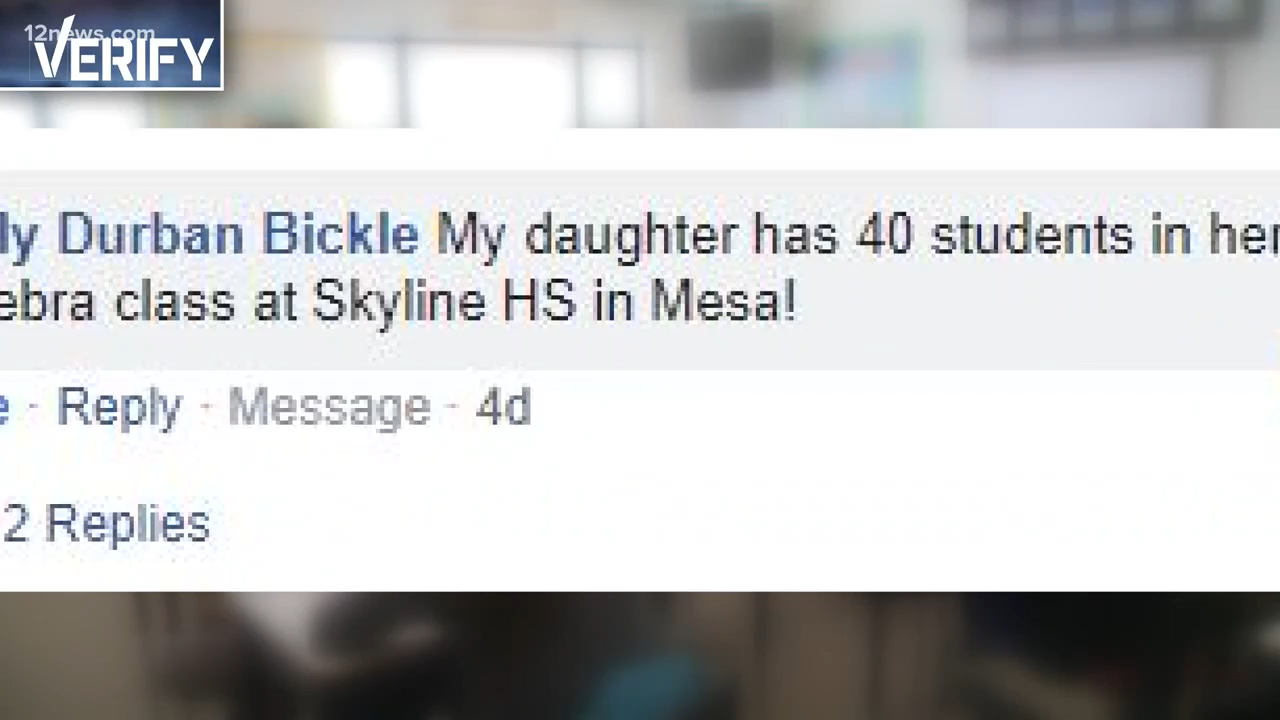 12news.com
VERIFY
ly Durban Bickle My daughter has 40 students in her
ebra class at Skyline HS in Mesa!
e · Reply · Message · 4d
2 Replies